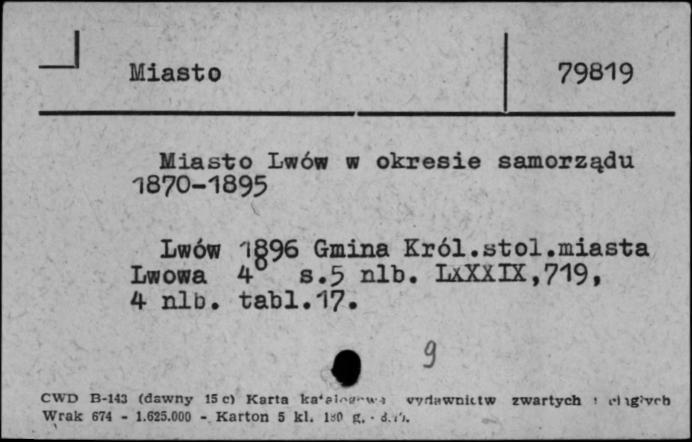 Miasto 79819
Miasto Lwów w okresie samorządu
1870-1895
Lwów 1896 Gmina Król.stol.miasta
Lwowa 4° s.5 nlb. LXXXIX,719,
4 nlb. tabl.17.
9
CWD B-143 (dawny 15 c) Karta katalogowa wydawnictw zwartych i ciągłych
Wrak 674 - 1.625.000 - Karton 5 kl. 180 g. -